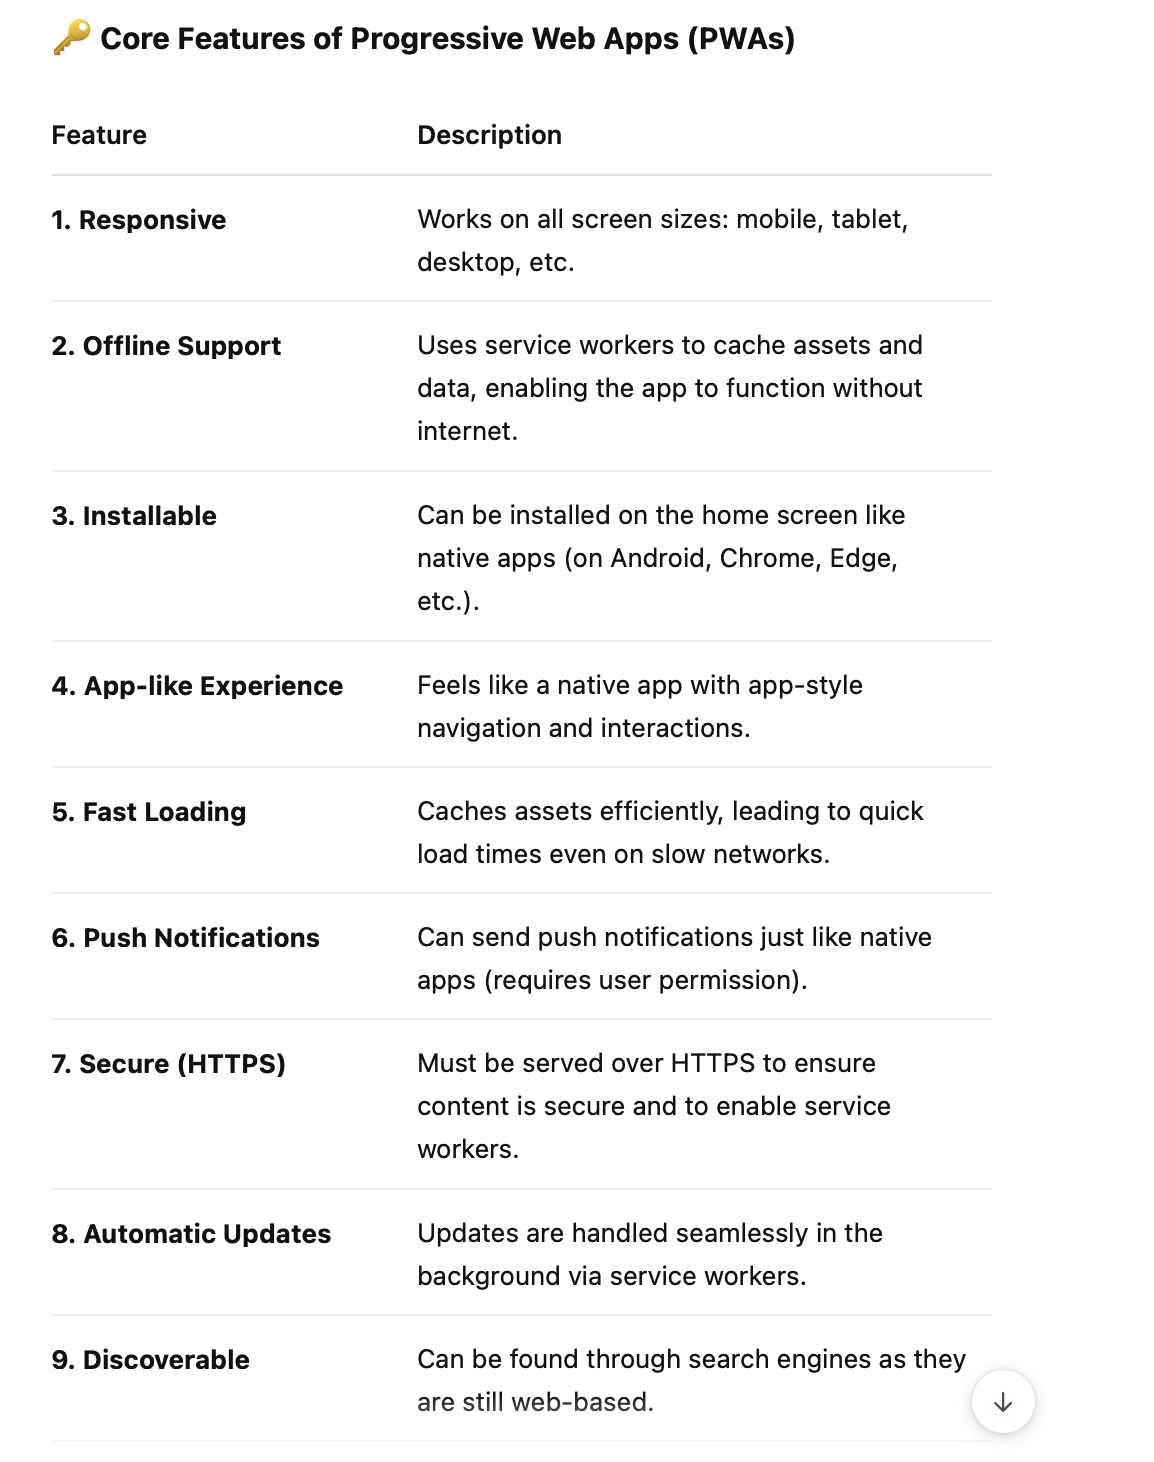 🔑 Core Features of Progressive Web Apps (PWAs)
Feature Description
1. Responsive Works on all screen sizes: mobile, tablet,
desktop, etc.
2. Offline Support Uses service workers to cache assets and
data, enabling the app to function without
internet.
3. Installable Can be installed on the home screen like
native apps (on Android, Chrome, Edge,
etc.).
4. App-like Experience Feels like a native app with app-style
navigation and interactions.
5. Fast Loading Caches assets efficiently, leading to quick
load times even on slow networks.
6. Push Notifications Can send push notifications just like native
apps (requires user permission).
7. Secure (HTTPS) Must be served over HTTPS to ensure
content is secure and to enable service
workers.
8. Automatic Updates Updates are handled seamlessly in the
background via service workers.
9. Discoverable Can be found through search engines as they
are still web-based.